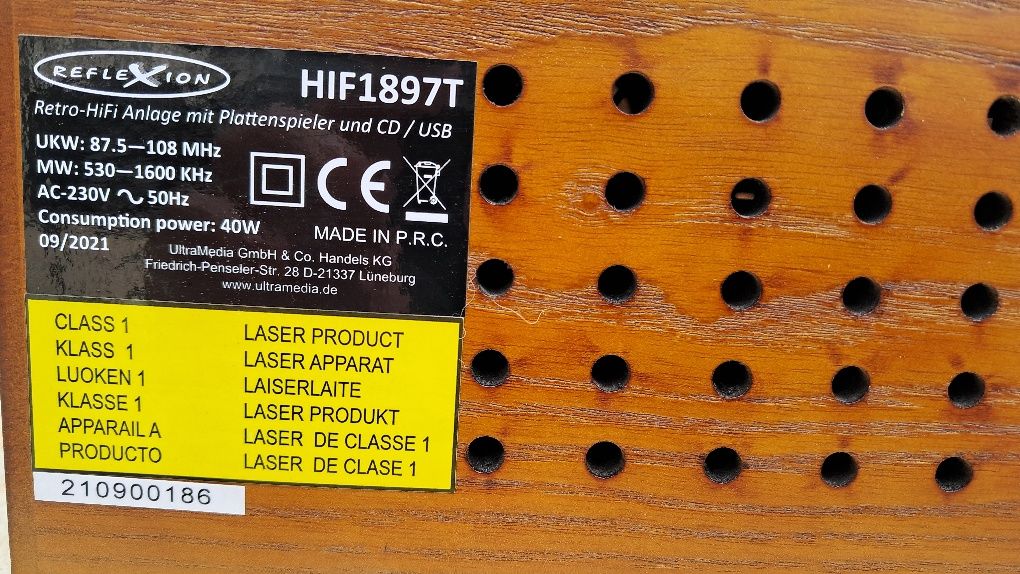 REFLEXION
HIF1897T
Retro-HiFi Anlage mit Plattenspieler und CD / USB
UKW: 87.5—108 MHz
MW: 530—1600 KHz
AC-230V ∿ 50Hz
Consumption power: 40W
09/2021
CE
MADE IN P.R.C.
UltraMedia GmbH & Co. Handels KG
Friedrich-Penseler-Str. 28 D-21337 Lüneburg
www.ultramedia.de
CLASS 1 LASER PRODUCT
KLASS 1 LASER APPARAT
LUOKEN 1 LAISERLAITE
KLASSE 1 LASER PRODUKT
APPARAIL A LASER DE CLASSE 1
PRODUCTO LASER DE CLASE 1
210900186